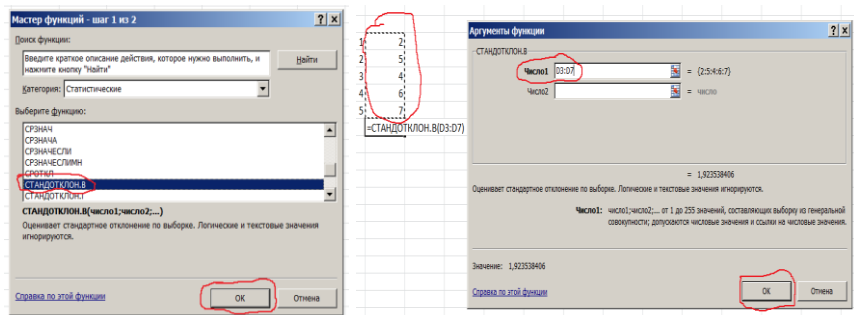 Мастер функций - шаг 1 из 2
Поиск функции:
Введите краткое описание действия, которое нужно выполнить, и
нажмите кнопку "Найти"
Найти
Категория: Статистические
Выберите функцию:
СРЗНАЧ
СРЗНАЧА
СРЗНАЧЕСЛИ
СРЗНАЧЕСЛИМН
СРОТКЛ
СТАНДОТКЛОН.В
СТАНДОТКЛОН.Г
СТАНДОТКЛОН.В(число1;число2;...)
Оценивает стандартное отклонение по выборке. Логические и текстовые значения
игнорируются.
Справка по этой функции
ОК
Отмена
1 2
2 5
3 4
4 6
5 7
=СТАНДОТКЛОН.В(D3:D7)
Аргументы функции
СТАНДОТКЛОН.В
Число1 D3:D7 = {2:5:4:6:7}
Число2 = число
= 1,923538406
Оценивает стандартное отклонение по выборке. Логические и текстовые значения игнорируются.
Число1: число1;число2;... от 1 до 255 значений, составляющих выборку из генеральной
совокупности; допускаются числовые значения и ссылки на числовые значения.
Значение: 1,923538406
Справка по этой функции
ОК
Отмена